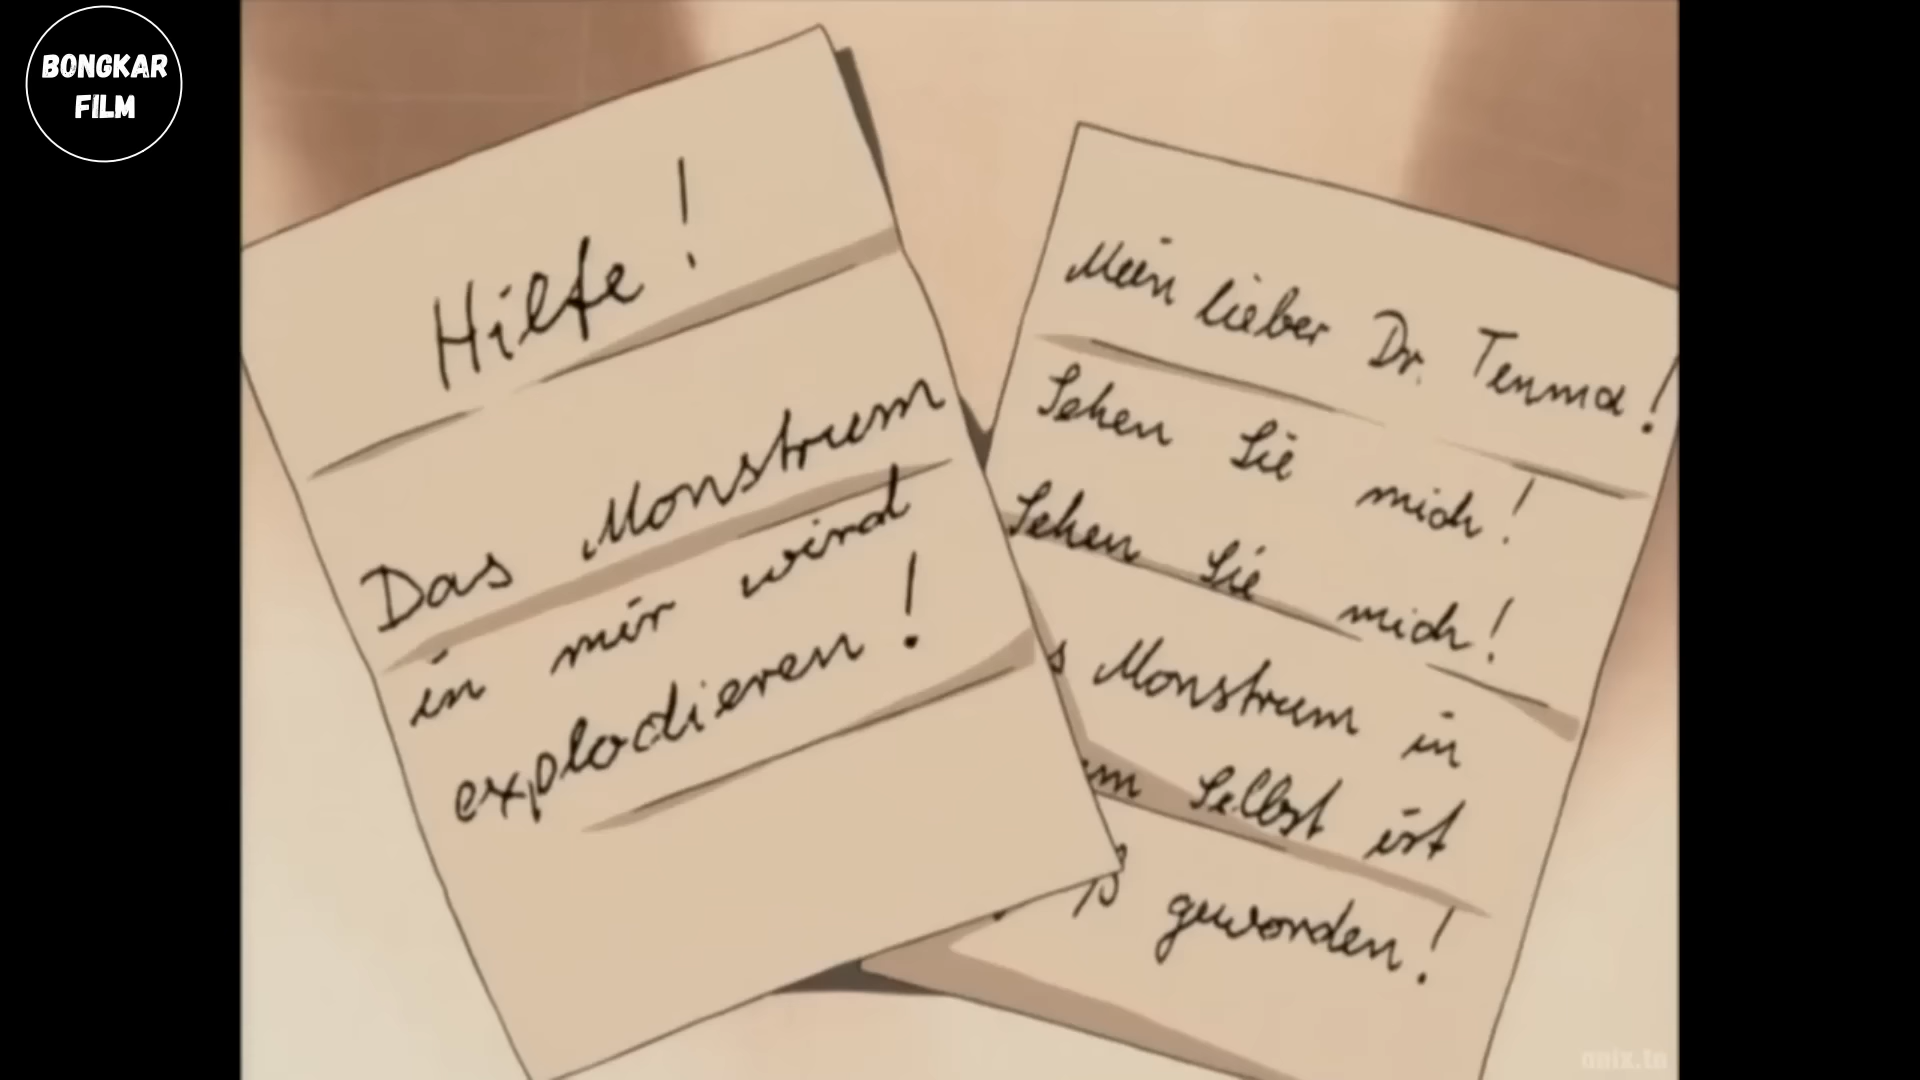 BONGKAR
FILM
Hilfe!
Das Monstrum
in mir wird
explodieren!
Mein lieber Dr. Tenma!
Sehen Sie mich!
Sehen Sie mich!
s Monstrum in
m Selbst ist
ß geworden!